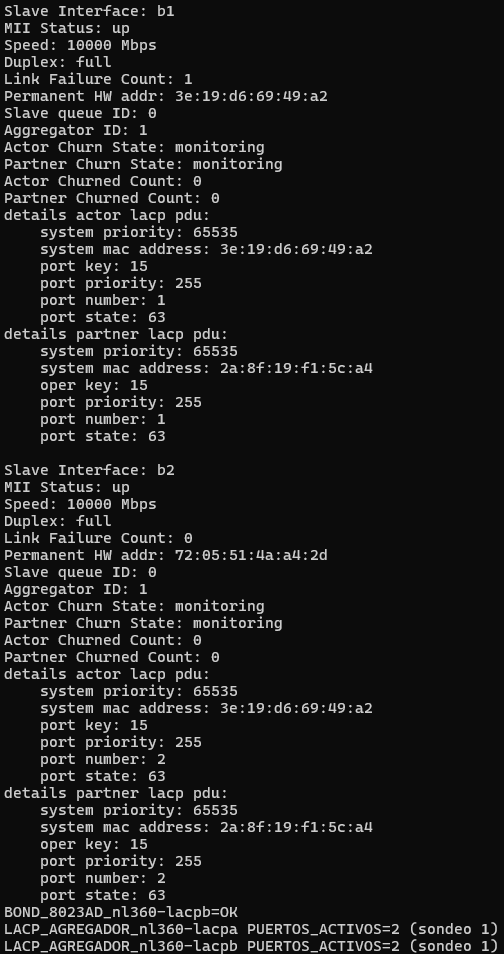 Slave Interface: b1
MII Status: up
Speed: 10000 Mbps
Duplex: full
Link Failure Count: 1
Permanent HW addr: 3e:19:d6:69:49:a2
Slave queue ID: 0
Aggregator ID: 1
Actor Churn State: monitoring
Partner Churn State: monitoring
Actor Churned Count: 0
Partner Churned Count: 0
details actor lacp pdu:
    system priority: 65535
    system mac address: 3e:19:d6:69:49:a2
    port key: 15
    port priority: 255
    port number: 1
    port state: 63
details partner lacp pdu:
    system priority: 65535
    system mac address: 2a:8f:19:f1:5c:a4
    oper key: 15
    port priority: 255
    port number: 1
    port state: 63

Slave Interface: b2
MII Status: up
Speed: 10000 Mbps
Duplex: full
Link Failure Count: 0
Permanent HW addr: 72:05:51:4a:a4:2d
Slave queue ID: 0
Aggregator ID: 1
Actor Churn State: monitoring
Partner Churn State: monitoring
Actor Churned Count: 0
Partner Churned Count: 0
details actor lacp pdu:
    system priority: 65535
    system mac address: 3e:19:d6:69:49:a2
    port key: 15
    port priority: 255
    port number: 2
    port state: 63
details partner lacp pdu:
    system priority: 65535
    system mac address: 2a:8f:19:f1:5c:a4
    oper key: 15
    port priority: 255
    port number: 2
    port state: 63
BOND_8023AD_nl360-lacpb=OK
LACP_AGREGADOR_nl360-lacpa PUERTOS_ACTIVOS=2 (sondeo 1)
LACP_AGREGADOR_nl360-lacpb PUERTOS_ACTIVOS=2 (sondeo 1)